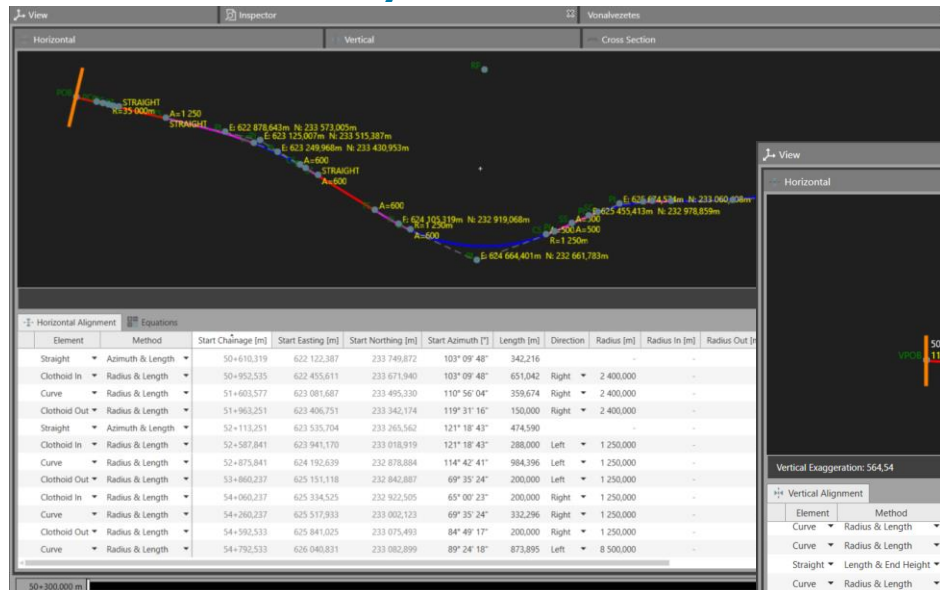 View
Inspector
Vonalvezetes
Horizontal
Vertical
Cross Section
STRAIGHT
R=35 000m
A=1 250
STRAIGHT
E: 622 878,643m N: 233 573,005m
E: 623 125,007m N: 233 515,387m
E: 623 249,968m N: 233 430,953m
A=600
STRAIGHT
A=600
A=600
E: 624 105,319m N: 232 919,068m
R=1 250m
A=600
E: 624 664,401m N: 232 661,783m
E: 625 455,413m N: 232 978,859m
A=500
R=1 250m
Horizontal Alignment Equations
Element Method Start Chainage [m] Start Easting [m] Start Northing [m] Start Azimuth [°] Length [m] Direction Radius [m] Radius In [m] Radius Out
Straight Azimuth & Length 50+610,319 622 122,387 233 749,872 103° 09' 48" 342,216 - -
Clothoid In Radius & Length 50+952,535 622 455,611 233 671,940 103° 09' 48" 651,042 Right 2 400,000 -
Curve Radius & Length 51+603,577 623 081,687 233 495,330 110° 56' 04" 359,674 Right 2 400,000 -
Clothoid Out Radius & Length 51+963,251 623 406,751 233 342,174 119° 31' 16" 150,000 Right 2 400,000 -
Straight Azimuth & Length 52+113,251 623 535,704 233 265,562 121° 18' 43" 474,590 - -
Clothoid In Radius & Length 52+587,841 623 941,170 233 018,919 121° 18' 43" 288,000 Left 1 250,000 -
Curve Radius & Length 52+875,841 624 192,639 232 878,884 114° 42' 41" 984,396 Left 1 250,000 -
Clothoid Out Radius & Length 53+860,237 625 151,118 232 842,887 69° 35' 24" 200,000 Left 1 250,000 -
Clothoid In Radius & Length 54+060,237 625 334,525 232 922,505 65° 00' 23" 200,000 Right 1 250,000 -
Curve Radius & Length 54+260,237 625 517,933 233 002,123 69° 35' 24" 332,296 Right 1 250,000 -
Clothoid Out Radius & Length 54+592,533 625 841,025 233 075,493 84° 49' 17" 200,000 Right 1 250,000 -
Curve Radius & Length 54+792,533 626 040,831 233 082,899 89° 24' 18" 873,895 Left 8 500,000 -
50+300,000 m
View
Horizontal
VPOB
Vertical Exaggeration: 564,54
Vertical Alignment
Element Method
Curve Radius & Length
Curve Radius & Length
Straight Length & End Height
Curve Radius & Length